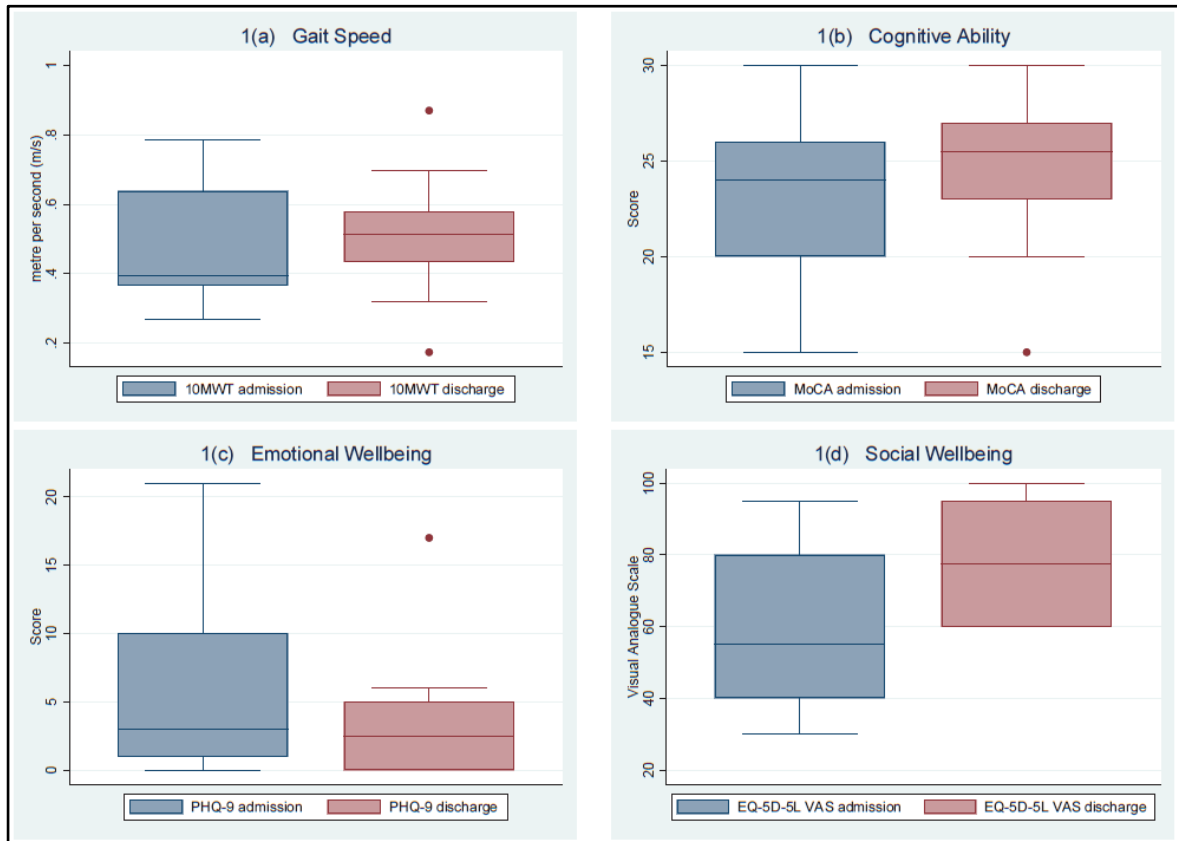 1(a) Gait Speed
metre per second (m/s)
1
.8
.6
.4
.2
10MWT admission
10MWT discharge
1(b) Cognitive Ability
Score
30
25
20
15
MoCA admission
MoCA discharge
1(c) Emotional Wellbeing
Score
20
15
10
5
0
PHQ-9 admission
PHQ-9 discharge
1(d) Social Wellbeing
Visual Analogue Scale
100
80
60
40
20
EQ-5D-5L VAS admission
EQ-5D-5L VAS discharge